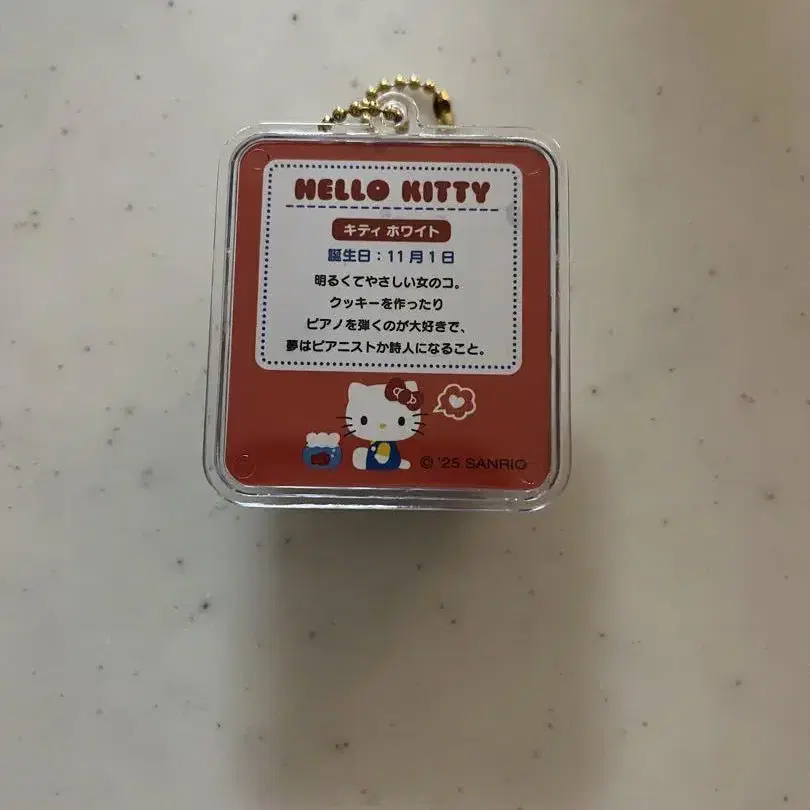 HELLO KITTY
キティ ホワイト
誕生日：11月1日
明るくてやさしい女のコ。
クッキーを作ったり
ピアノを弾くのが大好きで、
夢はピアニストか詩人になること。
© '25 SANRIO